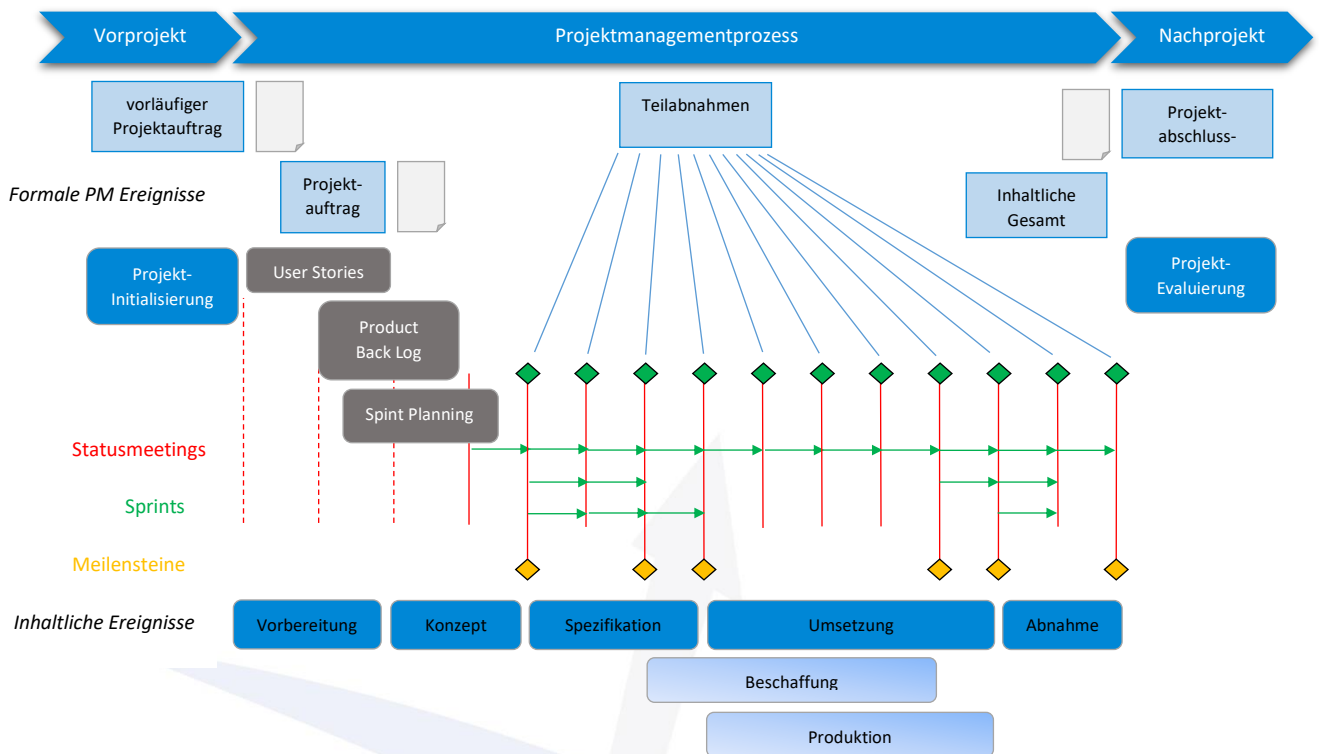 Vorprojekt
Projektmanagementprozess
Nachprojekt
vorläufiger
Projektauftrag
Teilabnahmen
Projekt-
abschluss-
Formale PM Ereignisse
Projekt-
auftrag
Inhaltliche
Gesamt
Projekt-
Initialisierung
User Stories
Projekt-
Evaluierung
Product
Back Log
Spint Planning
Statusmeetings
Sprints
Meilensteine
Inhaltliche Ereignisse
Vorbereitung
Konzept
Spezifikation
Umsetzung
Abnahme
Beschaffung
Produktion